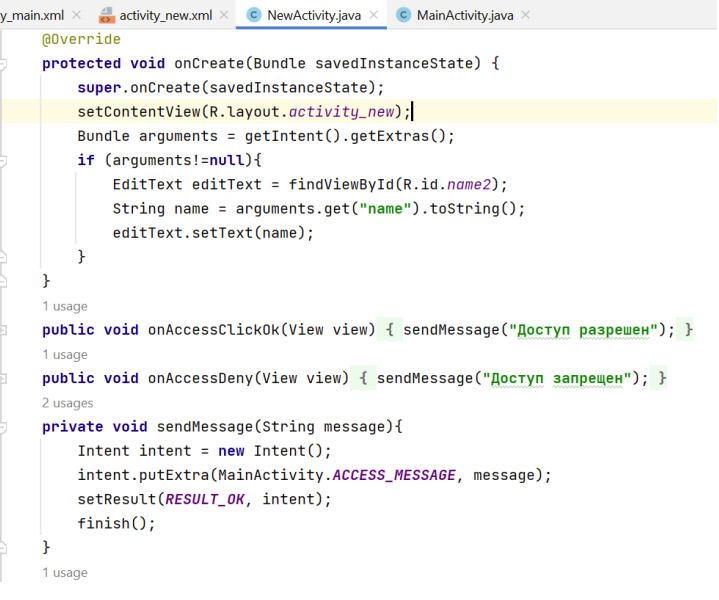 y_main.xml × activity_new.xml × C NewActivity.java × C MainActivity.java ×
@Override
protected void onCreate(Bundle savedInstanceState) {
super.onCreate(savedInstanceState);
setContentView(R.layout.activity_new);
Bundle arguments = getIntent().getExtras();
if (arguments!=null){
EditText editText = findViewById(R.id.name2);
String name = arguments.get("name").toString();
editText.setText(name);
}
}
1 usage
public void onAccessClickOk(View view) { sendMessage("Доступ разрешен"); }
1 usage
public void onAccessDeny(View view) { sendMessage("Доступ запрещен"); }
2 usages
private void sendMessage(String message){
Intent intent = new Intent();
intent.putExtra(MainActivity.ACCESS_MESSAGE, message);
setResult(RESULT_OK, intent);
finish();
}
1 usage